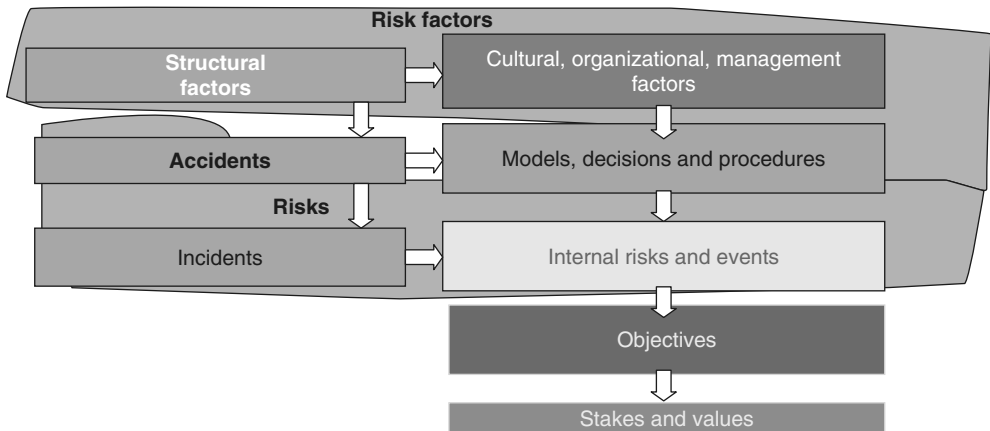 Risk factors
Structural
factors
Cultural, organizational, management
factors
Accidents
Models, decisions and procedures
Risks
Incidents
Internal risks and events
Objectives
Stakes and values